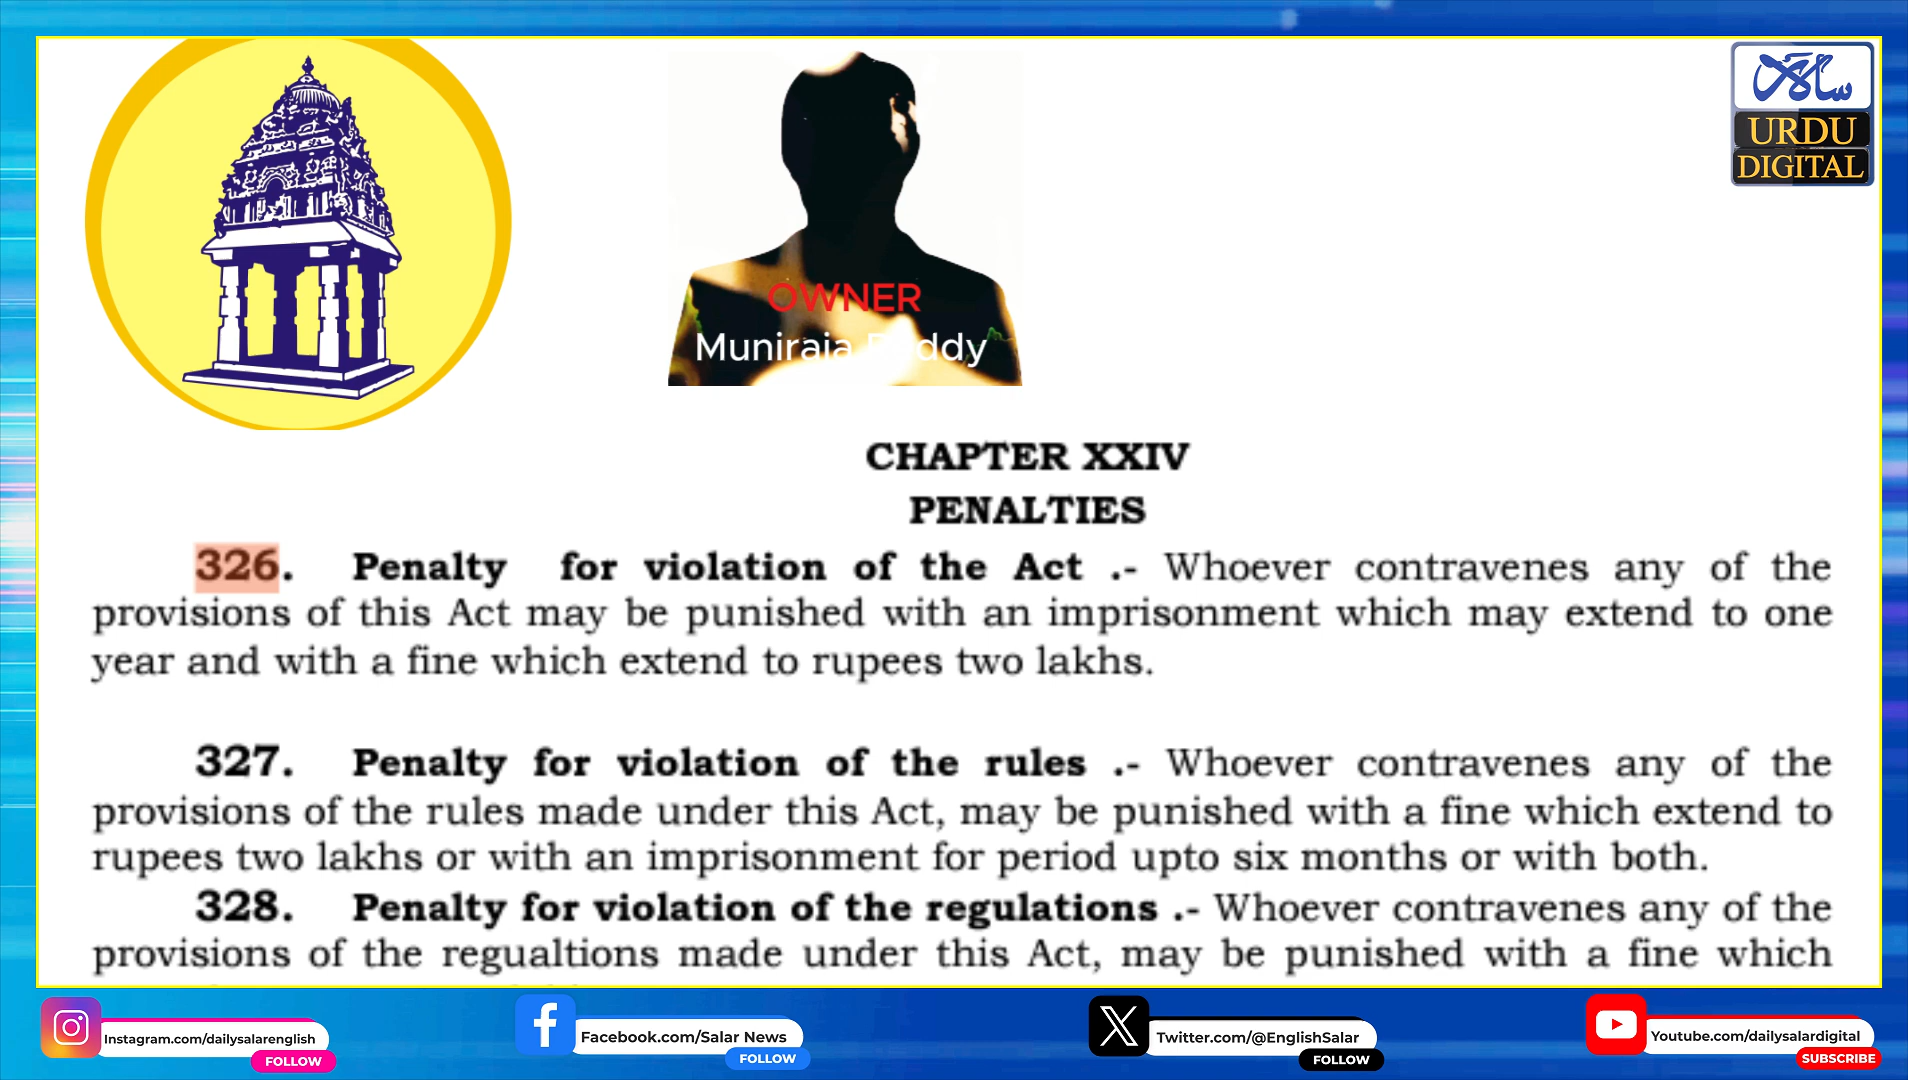 سالار
URDU
DIGITAL
OWNER
Muniraja Reddy
CHAPTER XXIV
PENALTIES
326. Penalty for violation of the Act .- Whoever contravenes any of the
provisions of this Act may be punished with an imprisonment which may extend to one
year and with a fine which extend to rupees two lakhs.
327. Penalty for violation of the rules .- Whoever contravenes any of the
provisions of the rules made under this Act, may be punished with a fine which extend to
rupees two lakhs or with an imprisonment for period upto six months or with both.
328. Penalty for violation of the regulations .- Whoever contravenes any of the
provisions of the regualtions made under this Act, may be punished with a fine which
Instagram.com/dailysalarenglish
FOLLOW
Facebook.com/Salar News
FOLLOW
Twitter.com/@EnglishSalar
FOLLOW
Youtube.com/dailysalardigital
SUBSCRIBE